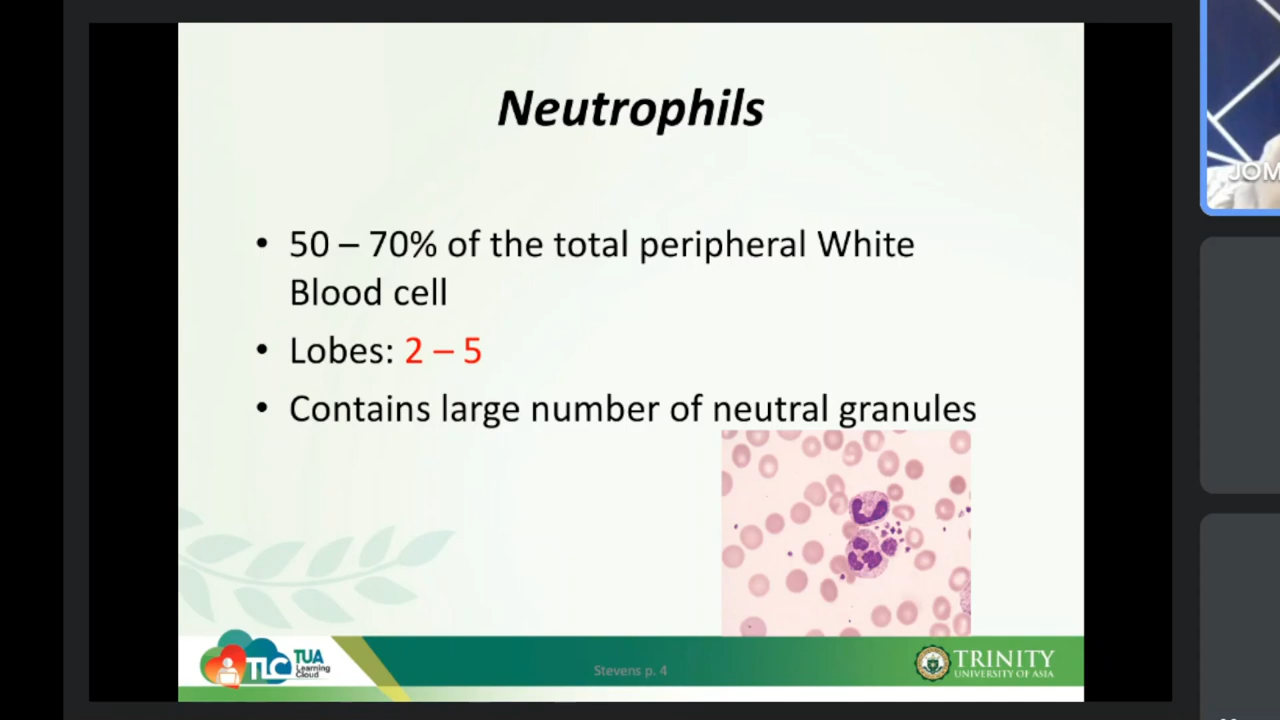 Neutrophils
• 50 – 70% of the total peripheral White
Blood cell
• Lobes: 2 – 5
• Contains large number of neutral granules
TLC TUA
Learning
Cloud
Stevens p. 4
TRINITY
UNIVERSITY OF ASIA
JOM